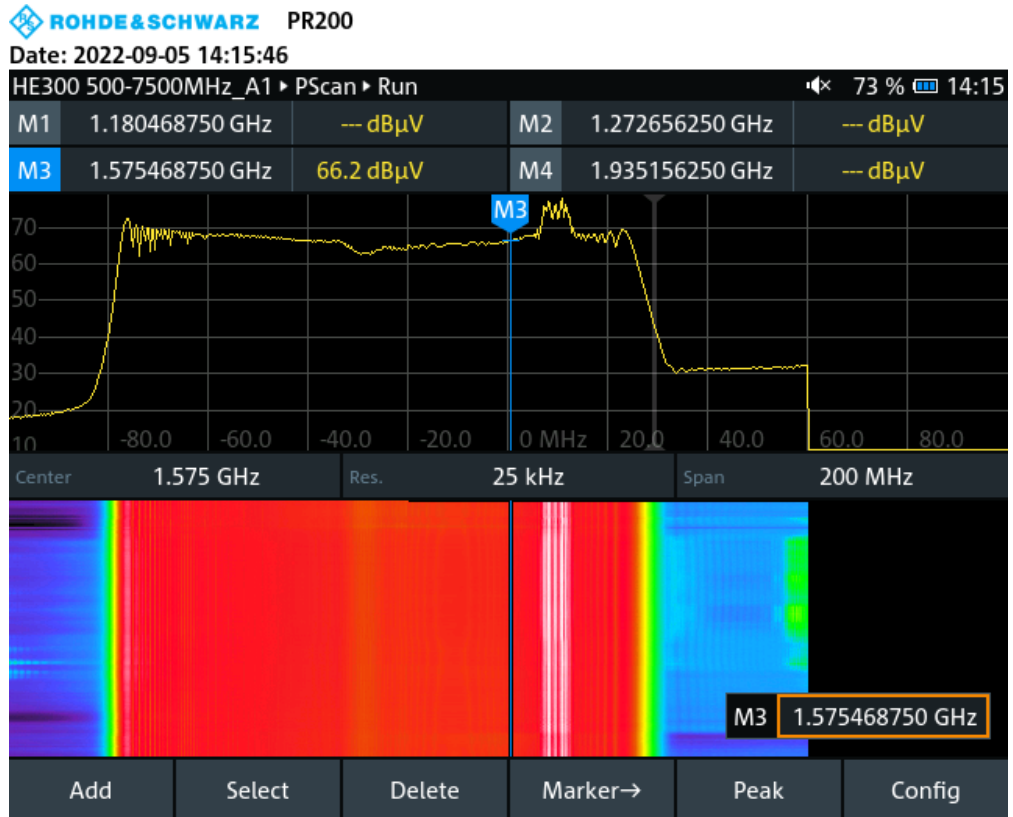 ROHDE&SCHWARZ PR200
Date: 2022-09-05 14:15:46
HE300 500-7500MHz_A1 ▸ PScan ▸ Run 73 % 14:15
M1 1.180468750 GHz --- dBµV M2 1.272656250 GHz --- dBµV
M3 1.575468750 GHz 66.2 dBµV M4 1.935156250 GHz --- dBµV
M3
70
60
50
40
30
20
10 -80.0 -60.0 -40.0 -20.0 0 MHz 20.0 40.0 60.0 80.0
Center 1.575 GHz Res. 25 kHz Span 200 MHz
M3 1.575468750 GHz
Add Select Delete Marker→ Peak Config